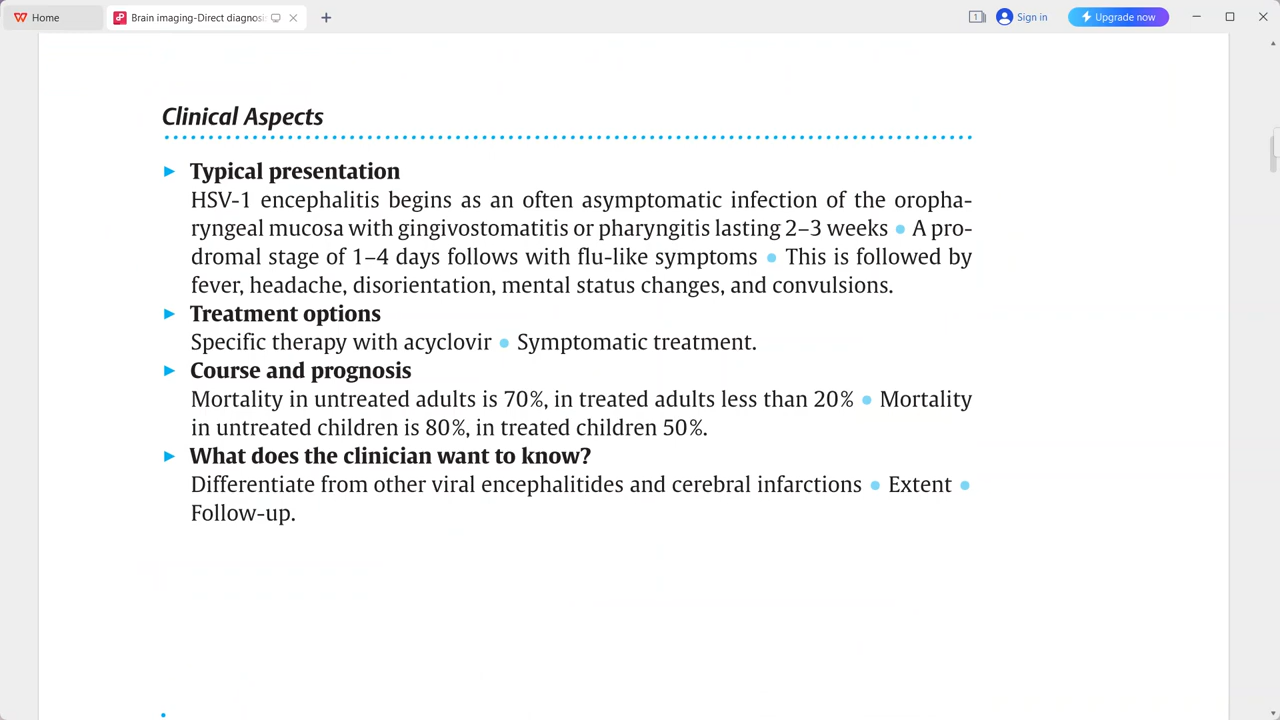 Home
Brain imaging-Direct diagnosi
1
Sign in
Upgrade now
Clinical Aspects
► Typical presentation
HSV-1 encephalitis begins as an often asymptomatic infection of the oropha-
ryngeal mucosa with gingivostomatitis or pharyngitis lasting 2–3 weeks ● A pro-
dromal stage of 1–4 days follows with flu-like symptoms ● This is followed by
fever, headache, disorientation, mental status changes, and convulsions.
► Treatment options
Specific therapy with acyclovir ● Symptomatic treatment.
► Course and prognosis
Mortality in untreated adults is 70%, in treated adults less than 20% ● Mortality
in untreated children is 80%, in treated children 50%.
► What does the clinician want to know?
Differentiate from other viral encephalitides and cerebral infarctions ● Extent ●
Follow-up.